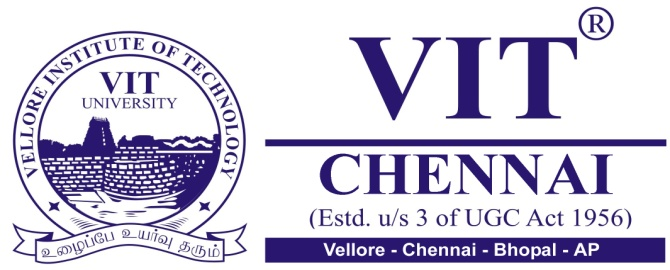 VELLORE INSTITUTE OF TECHNOLOGY
VIT
UNIVERSITY
உழைப்பே உயர்வு தரும்
VIT®
CHENNAI
(Estd. u/s 3 of UGC Act 1956)
Vellore - Chennai - Bhopal - AP